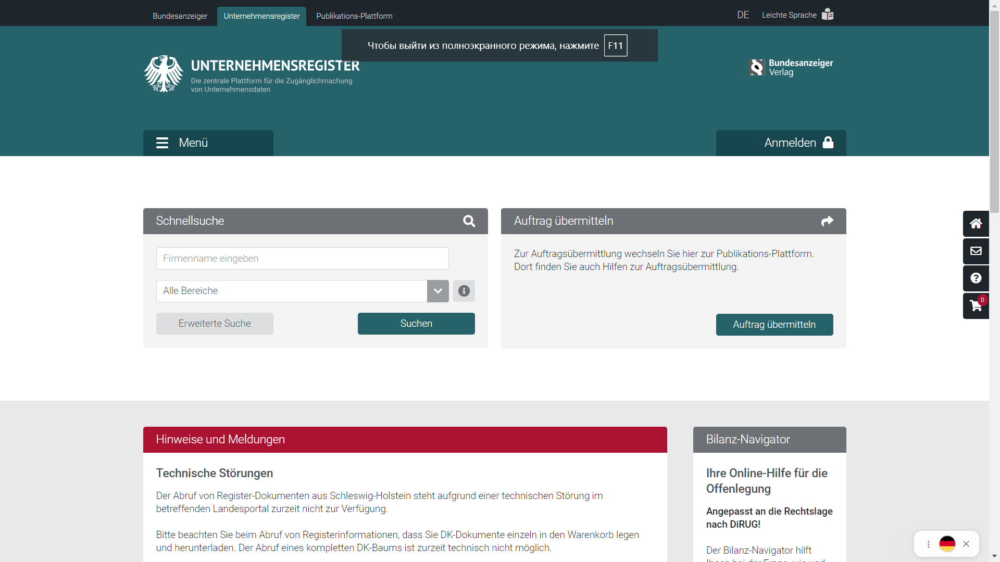 Bundesanzeiger
Unternehmensregister
Publikations-Plattform
DE
Leichte Sprache
Чтобы выйти из полноэкранного режима, нажмите F11
UNTERNEHMENSREGISTER
Die zentrale Plattform für die Zugänglichmachung
von Unternehmensdaten
Bundesanzeiger
Verlag
Menü
Anmelden
Schnellsuche
Firmenname eingeben
Alle Bereiche
Erweiterte Suche
Suchen
Auftrag übermitteln
Zur Auftragsübermittlung wechseln Sie hier zur Publikations-Plattform.
Dort finden Sie auch Hilfen zur Auftragsübermittlung.
Auftrag übermitteln
0
Hinweise und Meldungen
Technische Störungen
Der Abruf von Register-Dokumenten aus Schleswig-Holstein steht aufgrund einer technischen Störung im
betreffenden Landesportal zurzeit nicht zur Verfügung.
Bitte beachten Sie beim Abruf von Registerinformationen, dass Sie DK-Dokumente einzeln in den Warenkorb legen
und herunterladen. Der Abruf eines kompletten DK-Baums ist zurzeit technisch nicht möglich.
Bilanz-Navigator
Ihre Online-Hilfe für die
Offenlegung
Angepasst an die Rechtslage
nach DiRUG!
Der Bilanz-Navigator hilft
Ihnen bei der Frage, wie und